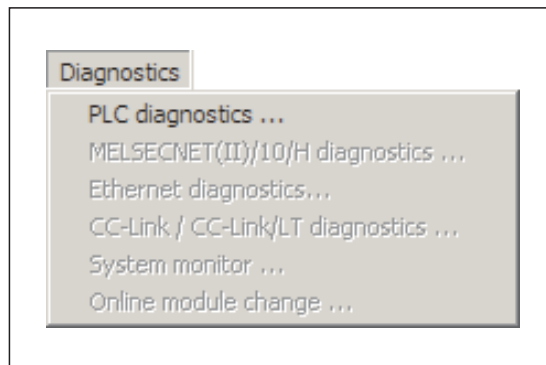 Diagnostics
PLC diagnostics ...
MELSECNET(II)/10/H diagnostics ...
Ethernet diagnostics...
CC-Link / CC-Link/LT diagnostics ...
System monitor ...
Online module change ...